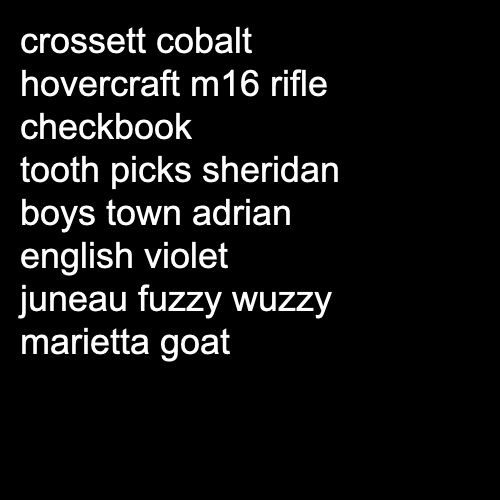 crossett cobalt
hovercraft m16 rifle
checkbook
tooth picks sheridan
boys town adrian
english violet
juneau fuzzy wuzzy
marietta goat